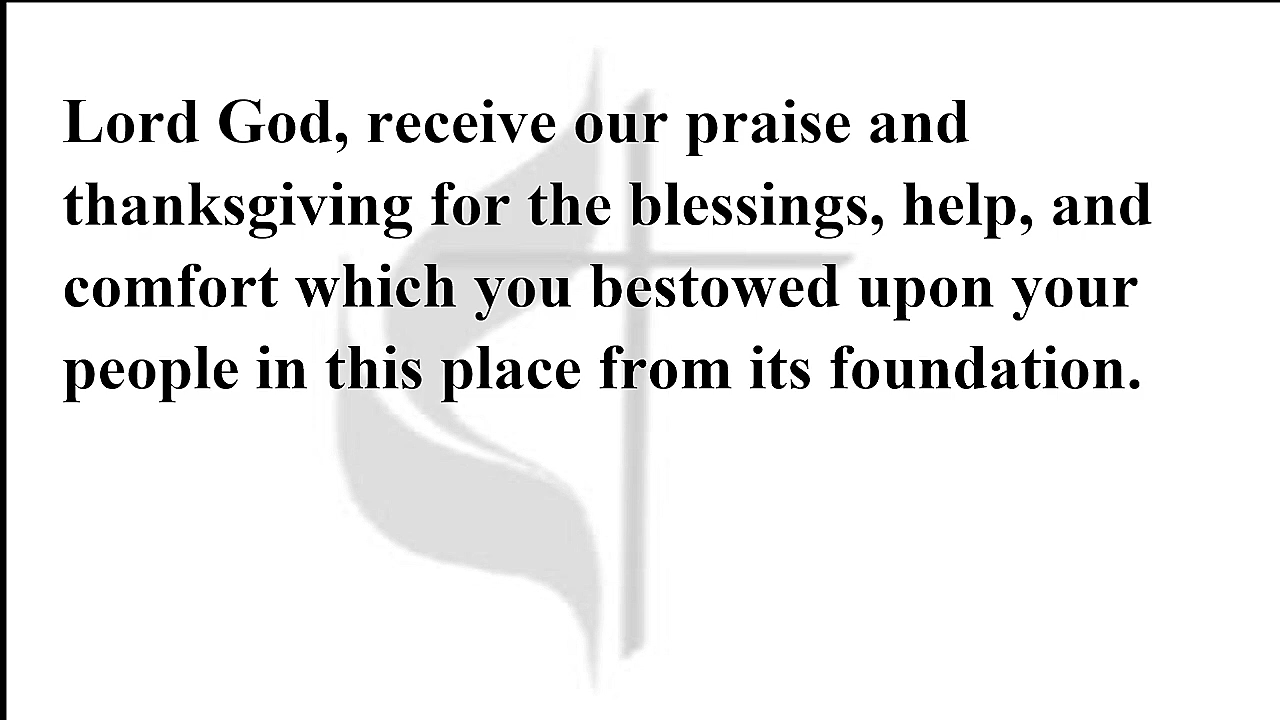 Lord God, receive our praise and
thanksgiving for the blessings, help, and
comfort which you bestowed upon your
people in this place from its foundation.